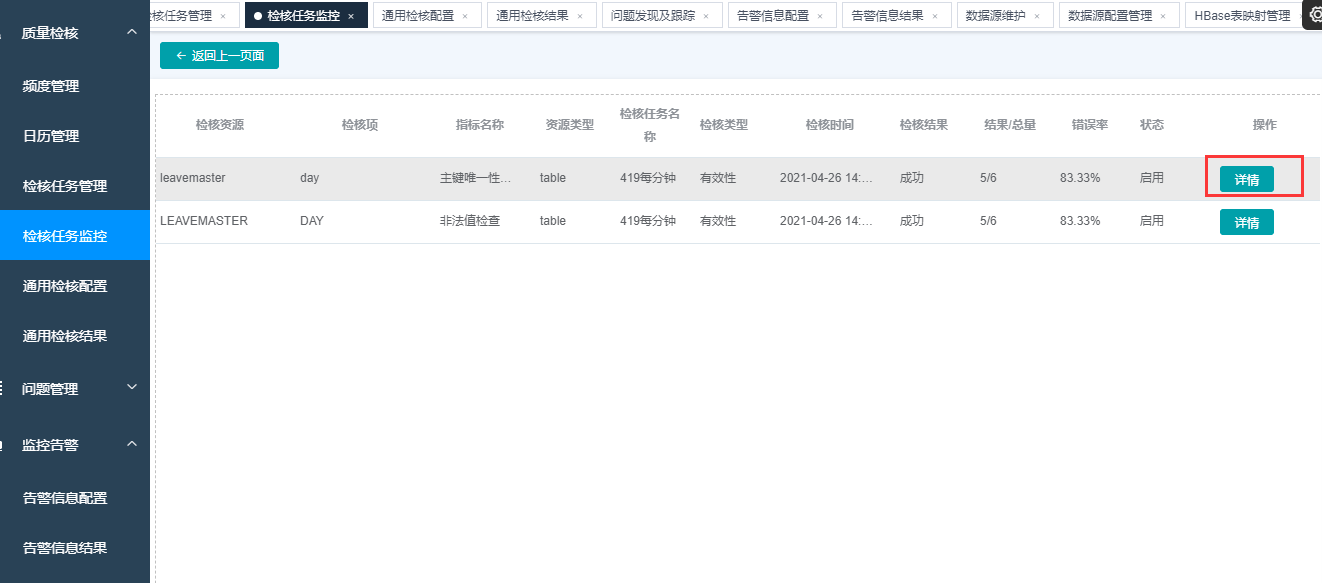 质量检核
频度管理
日历管理
检核任务管理
检核任务监控
通用检核配置
通用检核结果
问题管理
监控告警
告警信息配置
告警信息结果
任务管理 × 检核任务监控 × 通用检核配置 × 通用检核结果 × 问题发现及跟踪 × 告警信息配置 × 告警信息结果 × 数据源维护 × 数据源配置管理 × HBase表映射管理
← 返回上一页面
检核资源 检核项 指标名称 资源类型 检核任务名称 检核类型 检核时间 检核结果 结果/总量 错误率 状态 操作
leavemaster day 主键唯一性... table 419每分钟 有效性 2021-04-26 14:... 成功 5/6 83.33% 启用 详情
LEAVEMASTER DAY 非法值检查 table 419每分钟 有效性 2021-04-26 14:... 成功 5/6 83.33% 启用 详情